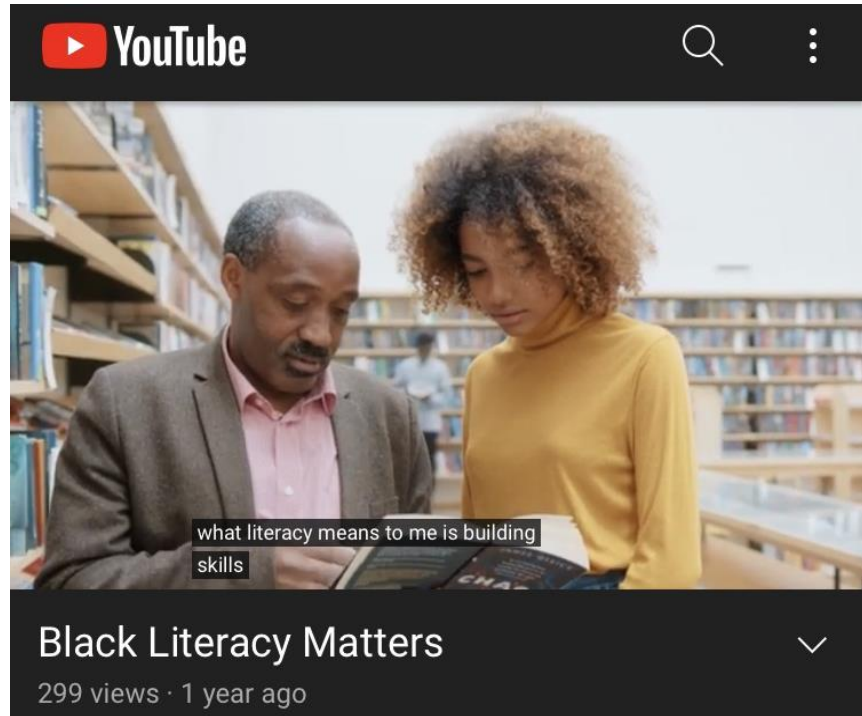 YouTube
what literacy means to me is building
skills
Black Literacy Matters
299 views · 1 year ago